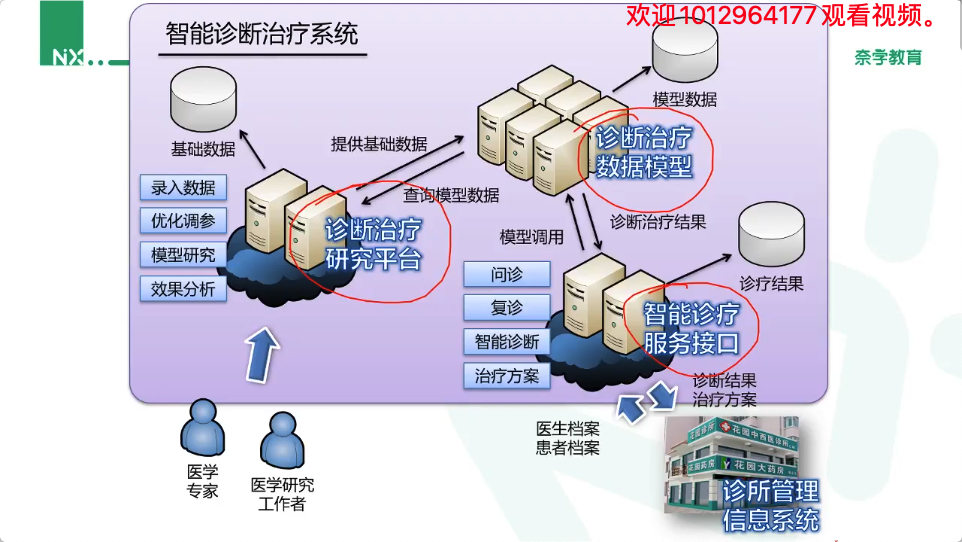 欢迎1012964177观看视频。
智能诊断治疗系统
NiX
奈学教育
基础数据
模型数据
提供基础数据
查询模型数据
诊断治疗
数据模型
录入数据
优化调参
模型研究
效果分析
诊断治疗
研究平台
模型调用
诊断治疗结果
诊疗结果
问诊
复诊
智能诊断
治疗方案
智能诊疗
服务接口
诊断结果
治疗方案
医生档案
患者档案
医学
专家
医学研究
工作者
花园诊所
花园中西医诊所
花园药房
花园大药房
诊所管理
信息系统